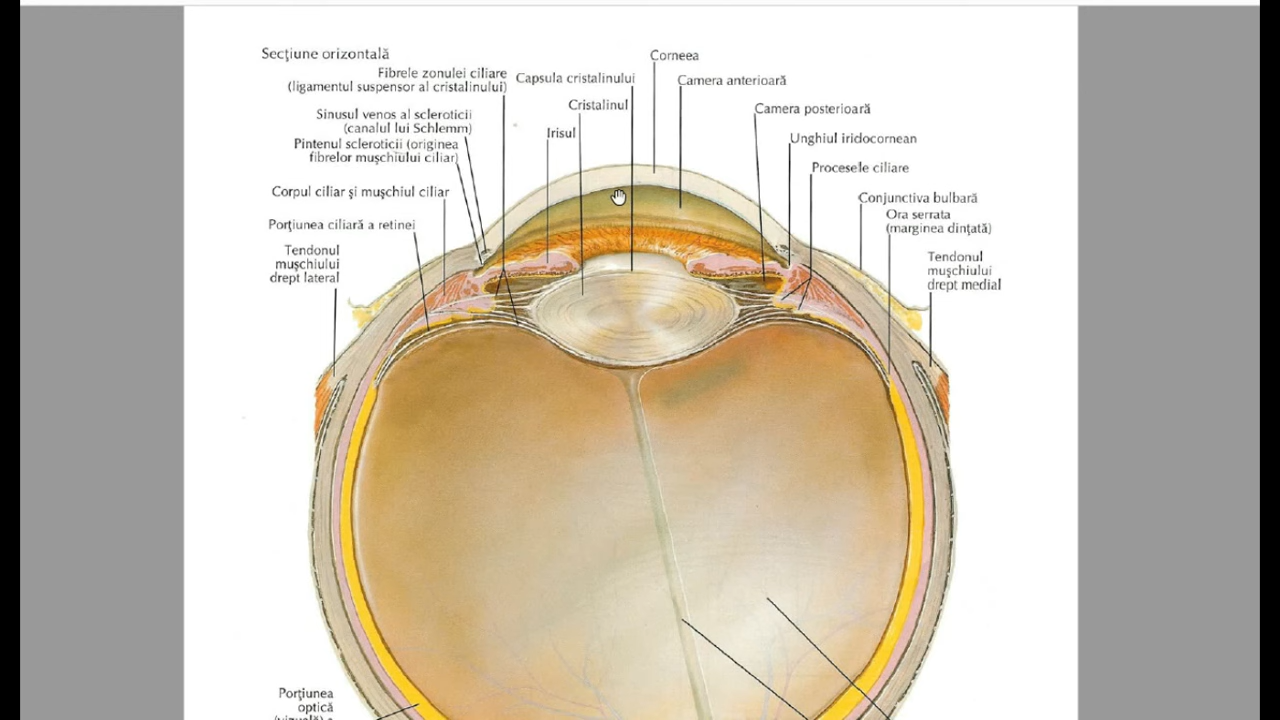 Secţiune orizontală
Fibrele zonulei ciliare
(ligamentul suspensor al cristalinului)
Sinusul venos al scleroticii
(canalul lui Schlemm)
Pintenul scleroticii (originea
fibrelor muşchiului ciliar)
Corpul ciliar şi muşchiul ciliar
Porţiunea ciliară a retinei
Tendonul
muşchiului
drept lateral
Capsula cristalinului
Cristalinul
Irisul
Corneea
Camera anterioară
Camera posterioară
Unghiul iridocornean
Procesele ciliare
Conjunctiva bulbară
Ora serrata
(marginea dinţată)
Tendonul
muşchiului
drept medial
Porţiunea
optică
(vizuală) a